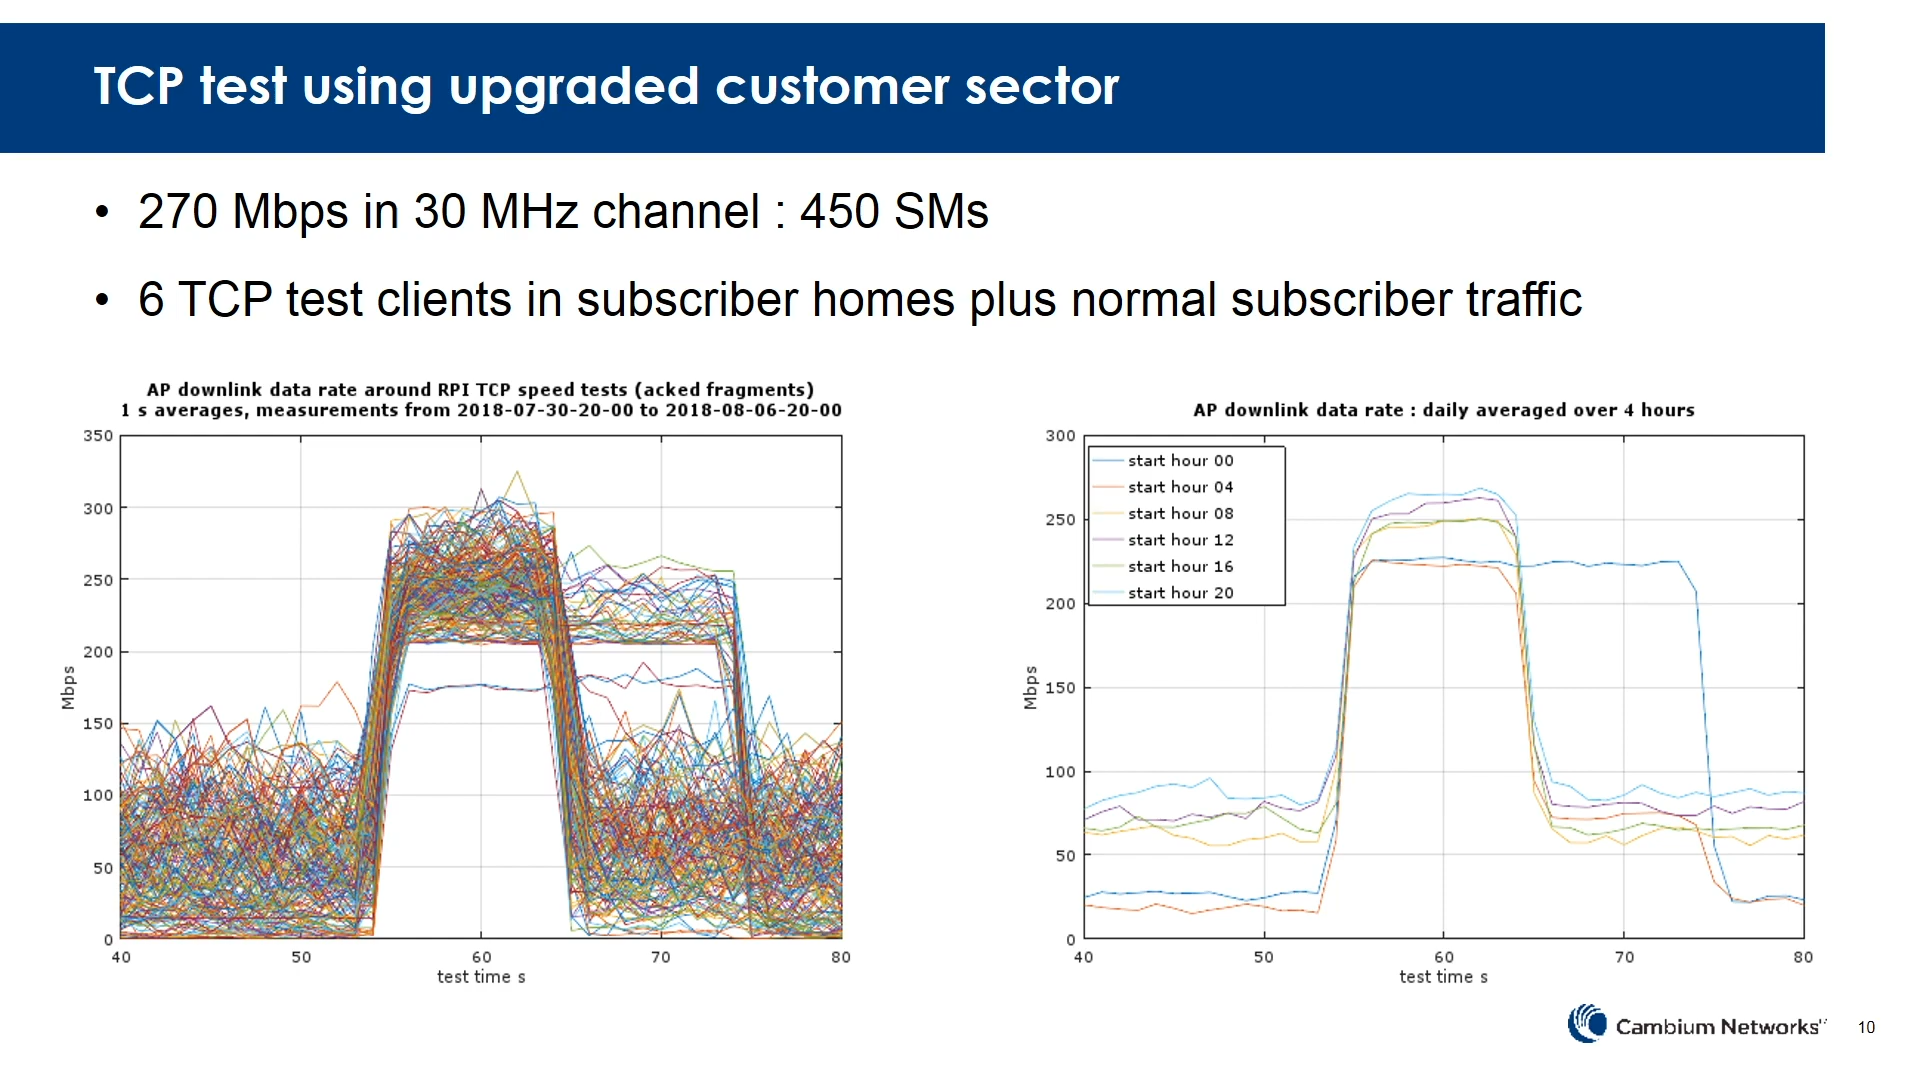 TCP test using upgraded customer sector
• 270 Mbps in 30 MHz channel : 450 SMs
• 6 TCP test clients in subscriber homes plus normal subscriber traffic
AP downlink data rate around RPI TCP speed tests (acked fragments)
1 s averages, measurements from 2018-07-30-20-00 to 2018-08-06-20-00
350
300
250
200
150
100
50
0
Mbps
40 50 60 70 80
test time s
AP downlink data rate : daily averaged over 4 hours
300
250
200
150
100
50
0
Mbps
start hour 00
start hour 04
start hour 08
start hour 12
start hour 16
start hour 20
40 50 60 70 80
test time s
Cambium Networks
10